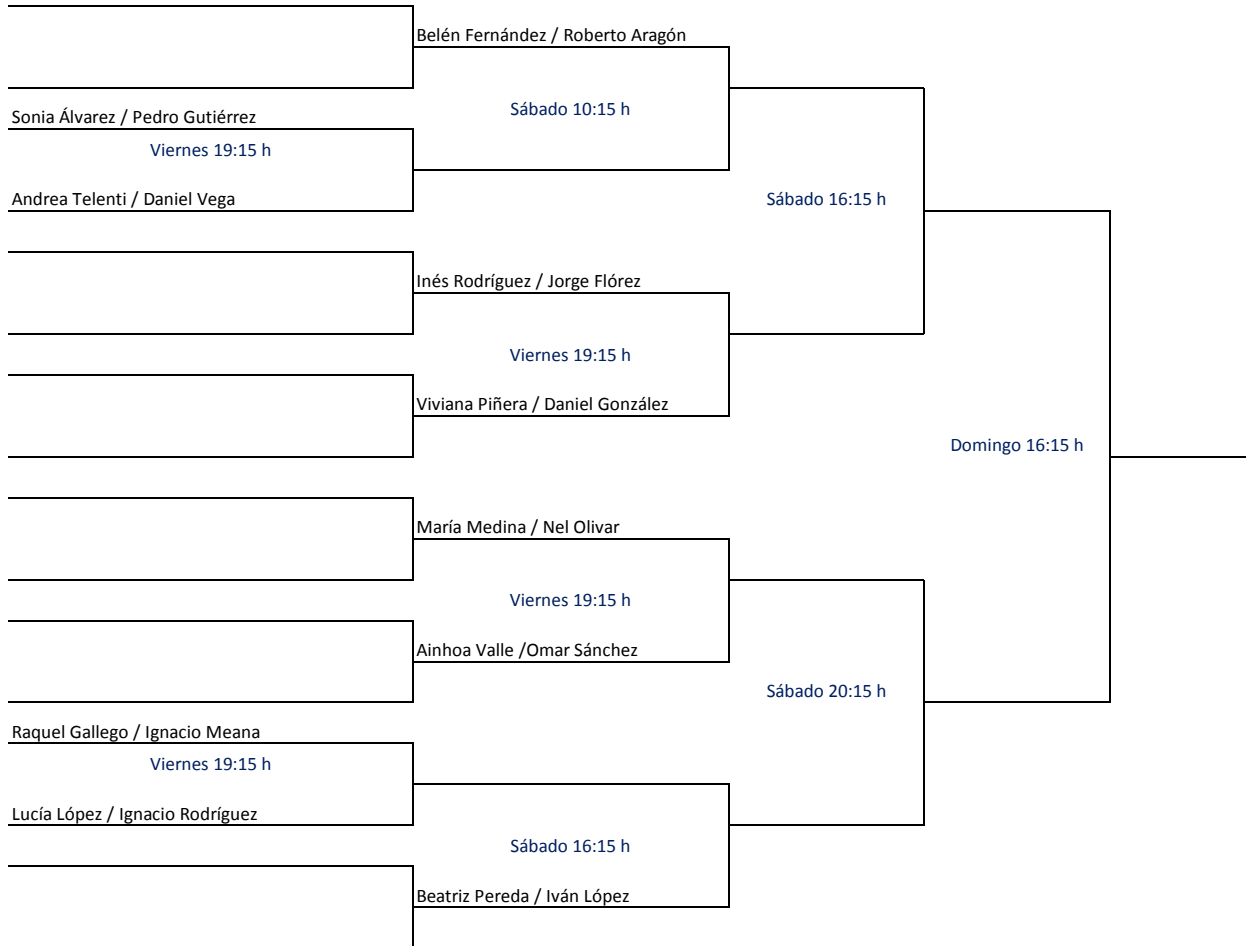 Belén Fernández / Roberto Aragón
Sábado 10:15 h
Sonia Álvarez / Pedro Gutiérrez
Viernes 19:15 h
Andrea Telenti / Daniel Vega
Sábado 16:15 h
Inés Rodríguez / Jorge Flórez
Viernes 19:15 h
Viviana Piñera / Daniel González
Domingo 16:15 h
María Medina / Nel Olivar
Viernes 19:15 h
Ainhoa Valle /Omar Sánchez
Sábado 20:15 h
Raquel Gallego / Ignacio Meana
Viernes 19:15 h
Lucía López / Ignacio Rodríguez
Sábado 16:15 h
Beatriz Pereda / Iván López